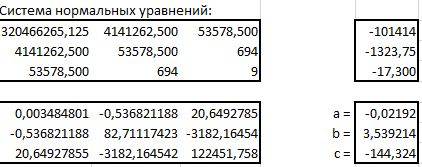 Система нормальных уравнений:
320466265,125 4141262,500 53578,500 -101414
4141262,500 53578,500 694 -1323,75
53578,500 694 9 -17,300
0,003484801 -0,536821188 20,6492785 a = -0,02192
-0,536821188 82,71117423 -3182,16454 b = 3,539214
20,64927855 -3182,164542 122451,758 c = -144,324